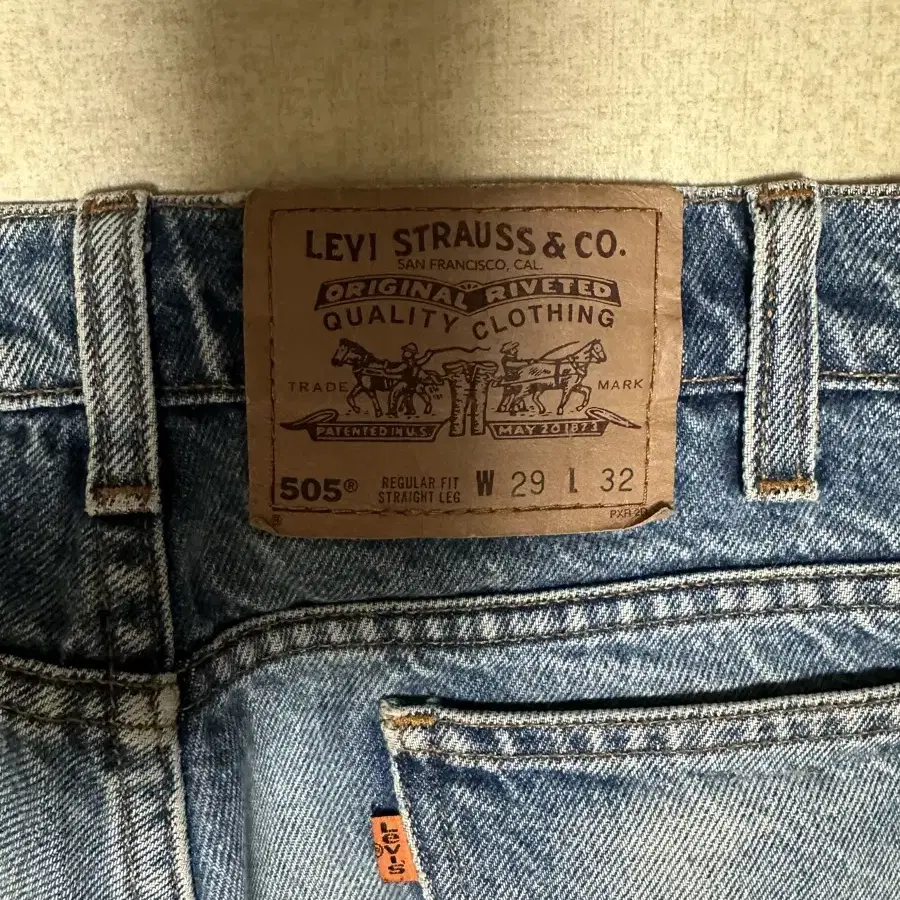 LEVI STRAUSS & CO.
SAN FRANCISCO, CAL.
ORIGINAL RIVETED
QUALITY CLOTHING
TRADE MARK
PATENTED IN U.S. MAY 20 1873
505® REGULAR FIT W 29 L 32
STRAIGHT LEG
LEVI'S
®